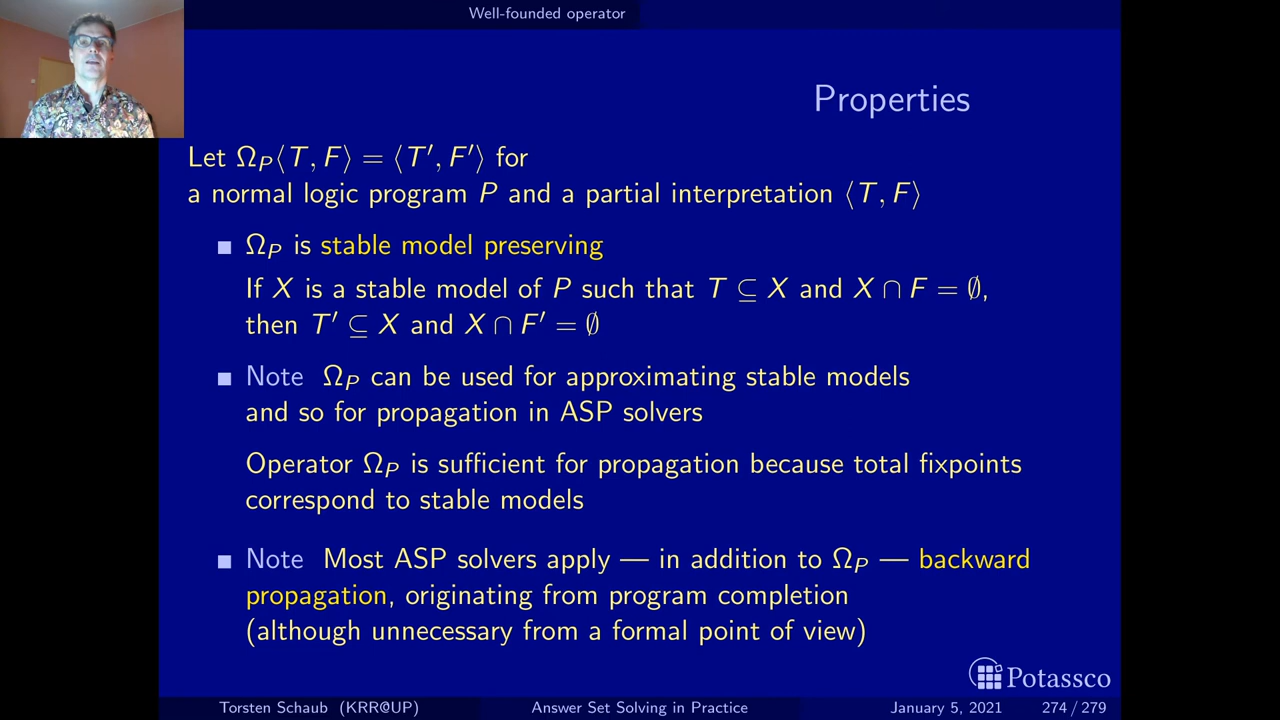 Well-founded operator
Properties
Let Ω_P⟨T, F⟩ = ⟨T′, F′⟩ for
a normal logic program P and a partial interpretation ⟨T, F⟩
■ Ω_P is stable model preserving
If X is a stable model of P such that T ⊆ X and X ∩ F = ∅,
then T′ ⊆ X and X ∩ F′ = ∅
■ Note Ω_P can be used for approximating stable models
and so for propagation in ASP solvers
Operator Ω_P is sufficient for propagation because total fixpoints
correspond to stable models
■ Note Most ASP solvers apply — in addition to Ω_P — backward
propagation, originating from program completion
(although unnecessary from a formal point of view)
Potassco
Torsten Schaub (KRR@UP) Answer Set Solving in Practice January 5, 2021 274 / 279